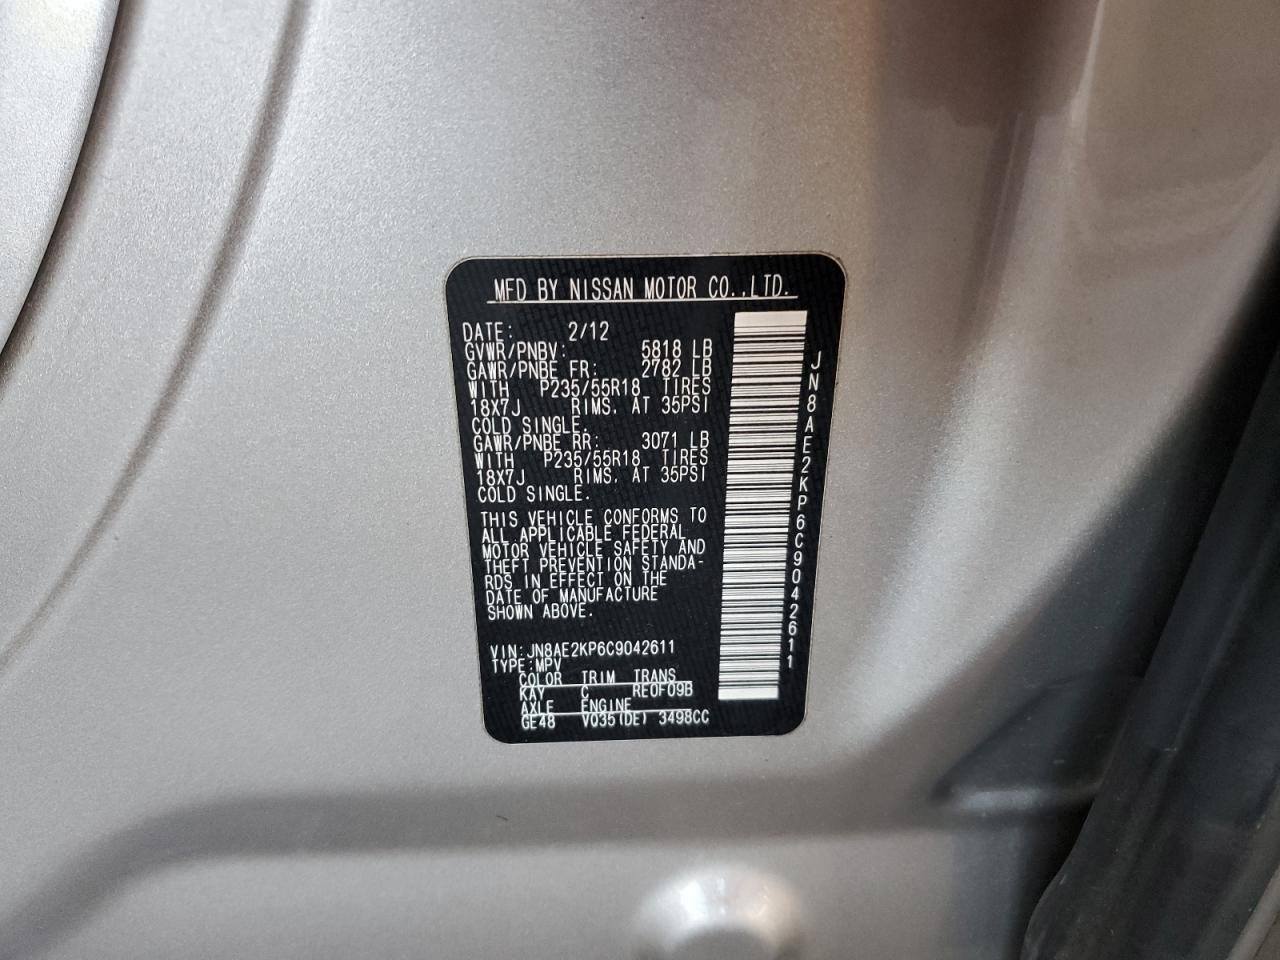 MFD BY NISSAN MOTOR CO.,LTD.
DATE: 2/12
GVWR/PNBV: 5818 LB
GAWR/PNBE FR: 2782 LB
WITH P235/55R18 TIRES
18X7J RIMS. AT 35PSI
COLD SINGLE.
GAWR/PNBE RR: 3071 LB
WITH P235/55R18 TIRES
18X7J RIMS. AT 35PSI
COLD SINGLE.
THIS VEHICLE CONFORMS TO
ALL APPLICABLE FEDERAL
MOTOR VEHICLE SAFETY AND
THEFT PREVENTION STANDA-
RDS IN EFFECT ON THE
DATE OF MANUFACTURE
SHOWN ABOVE.
VIN:JN8AE2KP6C9042611
TYPE:MPV
COLOR TRIM TRANS
KAY C RE0F09B
AXLE ENGINE
GE48 VQ35(DE) 3498CC
JN8AE2KP6C9042611